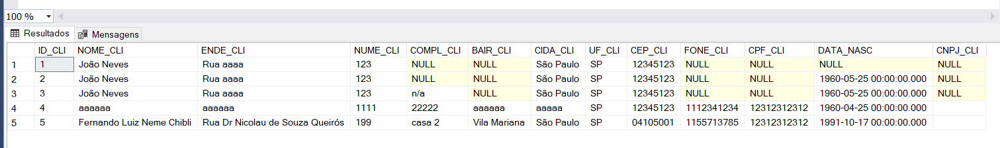 100 %
Resultados Mensagens
ID_CLI NOME_CLI ENDE_CLI NUME_CLI COMPL_CLI BAIR_CLI CIDA_CLI UF_CLI CEP_CLI FONE_CLI CPF_CLI DATA_NASC CNPJ_CLI
1 1 João Neves Rua aaaa 123 NULL NULL São Paulo SP 12345123 NULL NULL NULL NULL
2 2 João Neves Rua aaaa 123 NULL NULL São Paulo SP 12345123 NULL NULL 1960-05-25 00:00:00.000 NULL
3 3 João Neves Rua aaaa 123 n/a NULL São Paulo SP 12345123 NULL NULL 1960-05-25 00:00:00.000 NULL
4 4 aaaaaa aaaaaa 1111 22222 aaaaaa aaaaa SP 12345123 1112341234 12312312312 1960-04-25 00:00:00.000
5 5 Fernando Luiz Neme Chibli Rua Dr Nicolau de Souza Queirós 199 casa 2 Vila Mariana São Paulo SP 04105001 1155713785 12312312312 1991-10-17 00:00:00.000